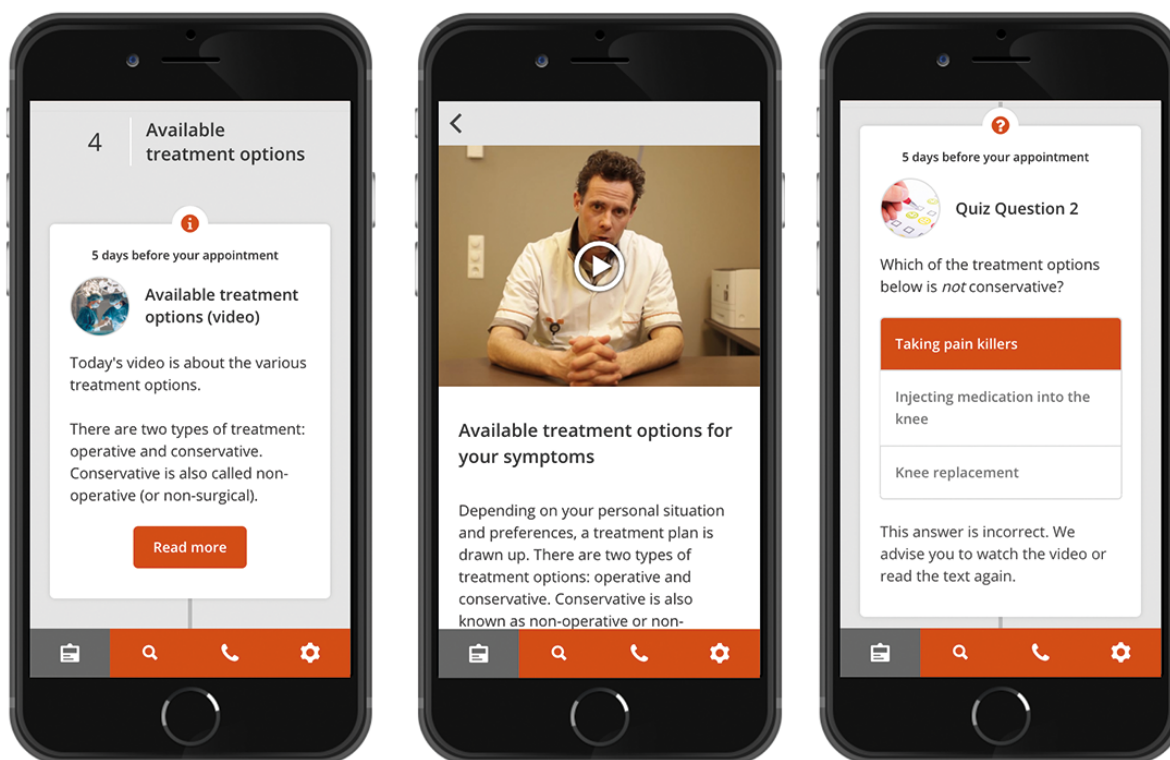 4
Available
treatment options
5 days before your appointment
Available treatment
options (video)
Today's video is about the various
treatment options.
There are two types of treatment:
operative and conservative.
Conservative is also called non-
operative (or non-surgical).
Read more
Available treatment options for
your symptoms
Depending on your personal situation
and preferences, a treatment plan is
drawn up. There are two types of
treatment options: operative and
conservative. Conservative is also
known as non-operative or non-
?
5 days before your appointment
Quiz Question 2
Which of the treatment options
below is not conservative?
Taking pain killers
Injecting medication into the
knee
Knee replacement
This answer is incorrect. We
advise you to watch the video or
read the text again.